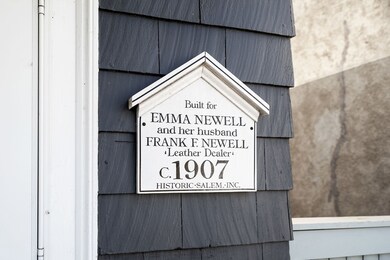 Built for
EMMA NEWELL
and her husband
FRANK F. NEWELL
Leather Dealer
C.1907
HISTORIC·SALEM,·INC.